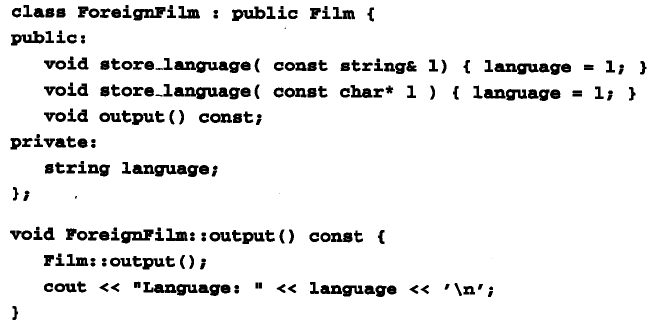 class ForeignFilm : public Film {
public:
void store_language( const string& l) { language = l; }
void store_language( const char* l ) { language = l; }
void output() const;
private:
string language;
};
void ForeignFilm::output() const {
Film::output();
cout << "Language: " << language << '\n';
}